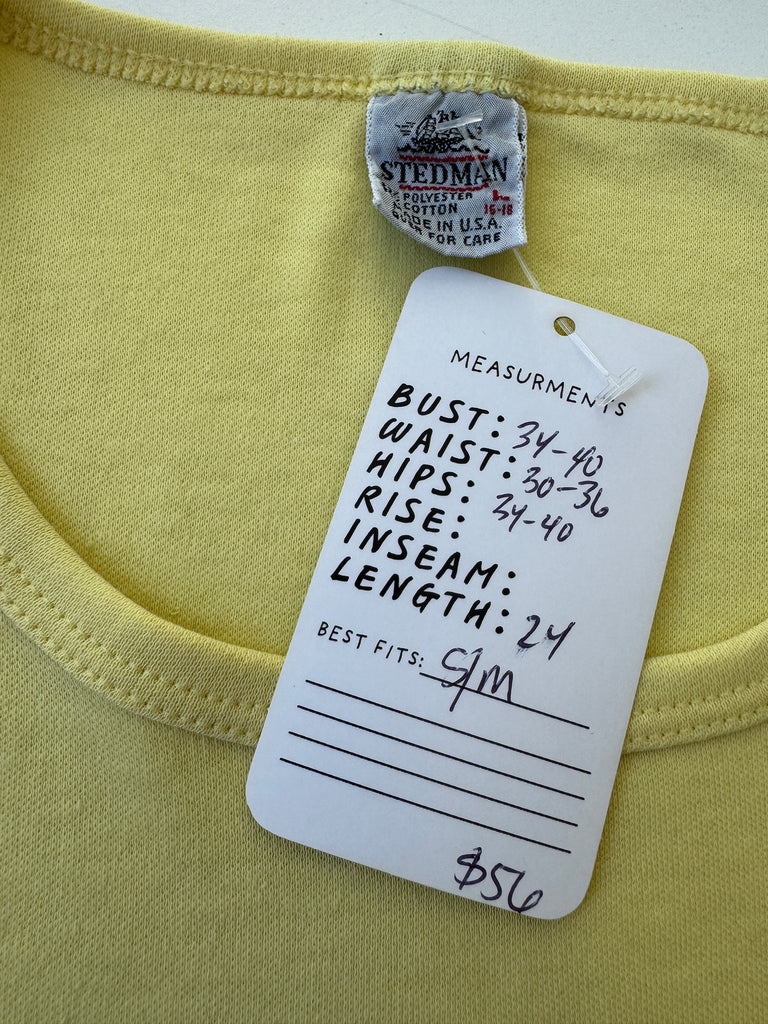 STEDMAN
POLYESTER L
COTTON 16-18
MADE IN U.S.A.
OVER FOR CARE
MEASURMENTS
BUST: 34-40
WAIST: 30-36
HIPS: 34-40
RISE:
INSEAM:
LENGTH: 24
BEST FITS: S/M
$56